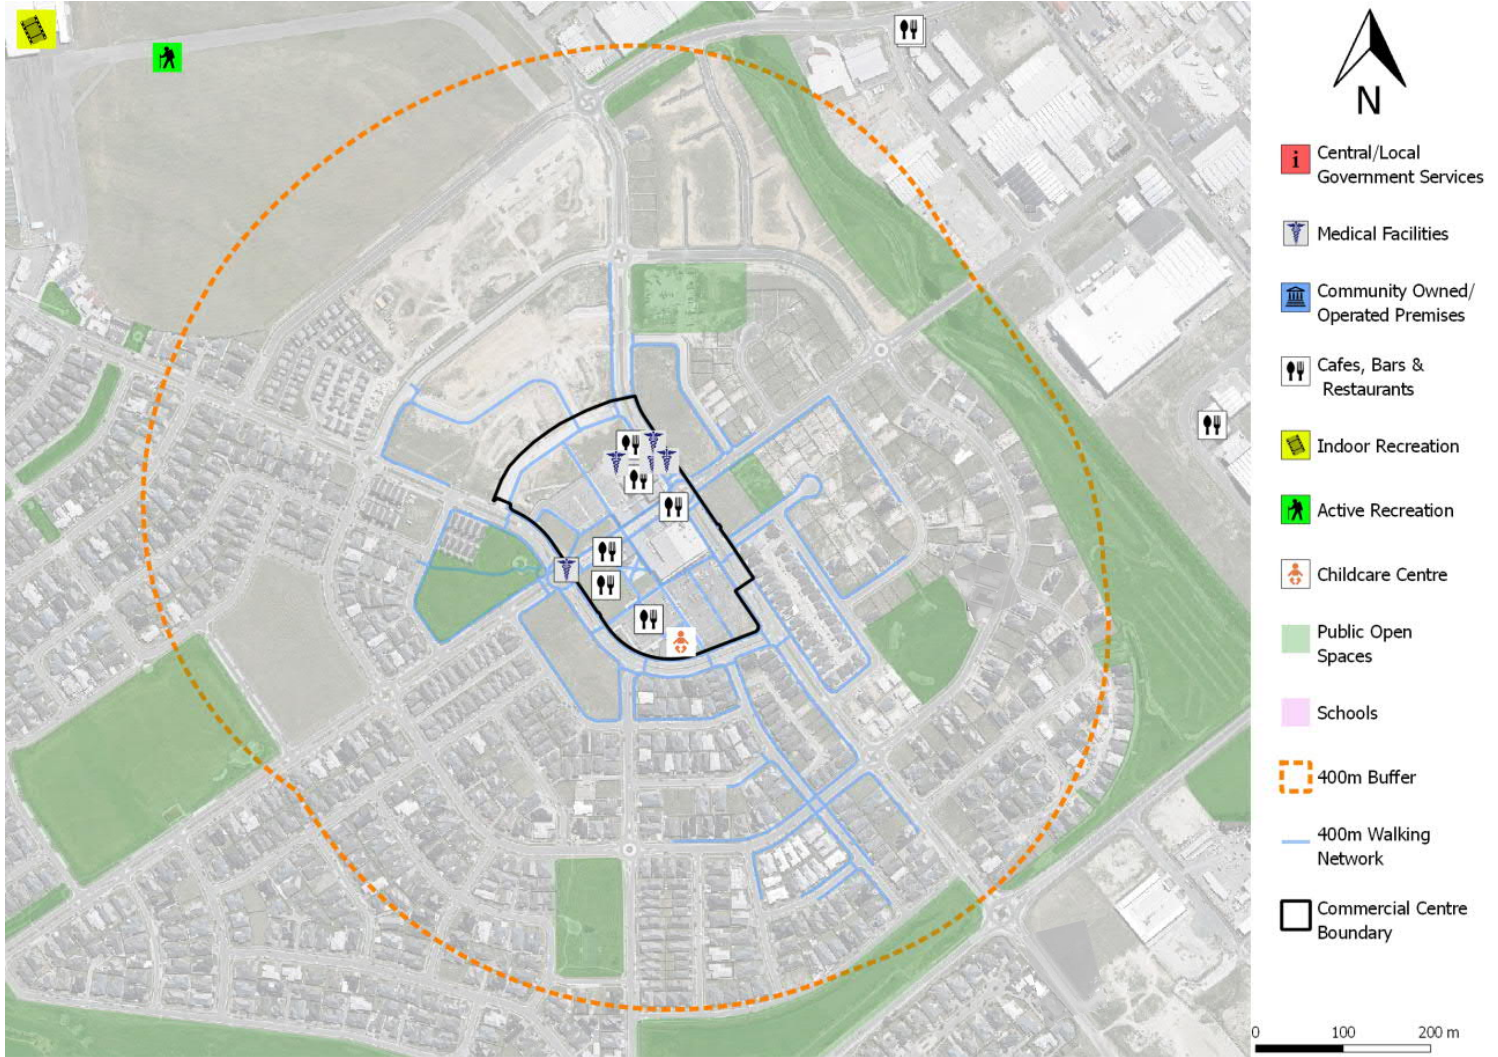 N
i
Central/Local
Government Services
Medical Facilities
Community Owned/
Operated Premises
Cafes, Bars &
Restaurants
Indoor Recreation
Active Recreation
Childcare Centre
Public Open
Spaces
Schools
400m Buffer
400m Walking
Network
Commercial Centre
Boundary
0 100 200 m